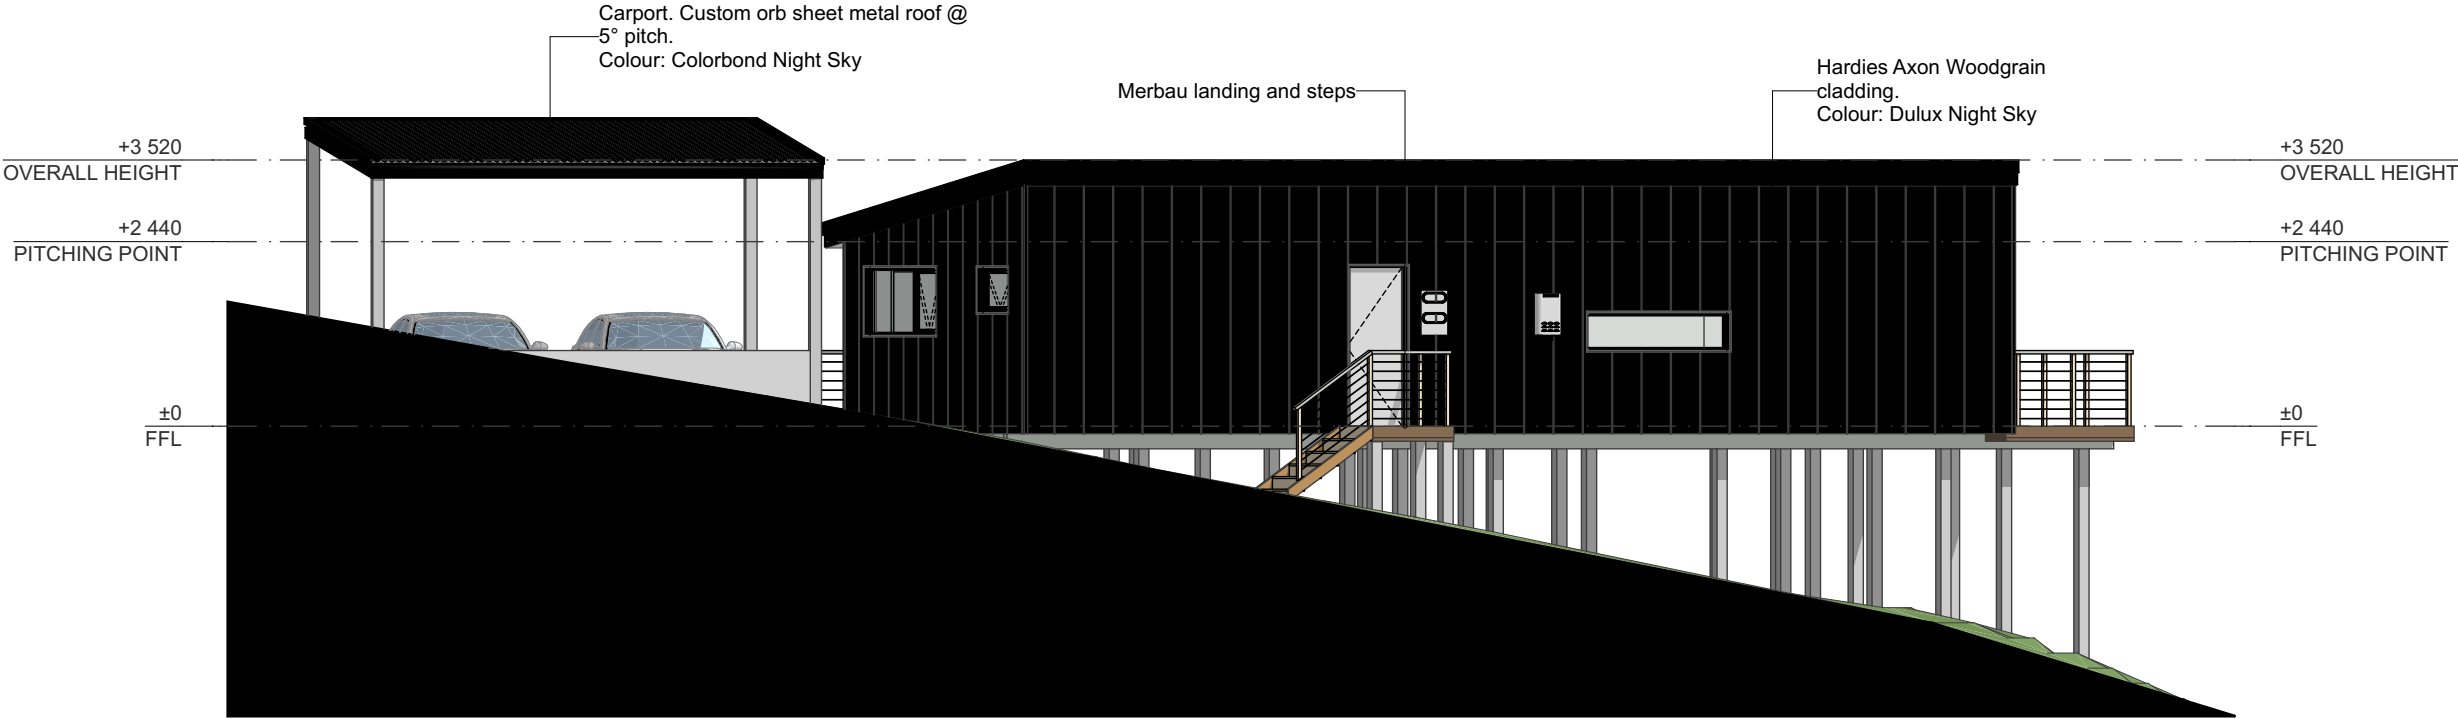 Carport. Custom orb sheet metal roof @
5° pitch.
Colour: Colorbond Night Sky
Merbau landing and steps
Hardies Axon Woodgrain
cladding.
Colour: Dulux Night Sky
+3 520
OVERALL HEIGHT
+2 440
PITCHING POINT
±0
FFL
+3 520
OVERALL HEIGHT
+2 440
PITCHING POINT
±0
FFL